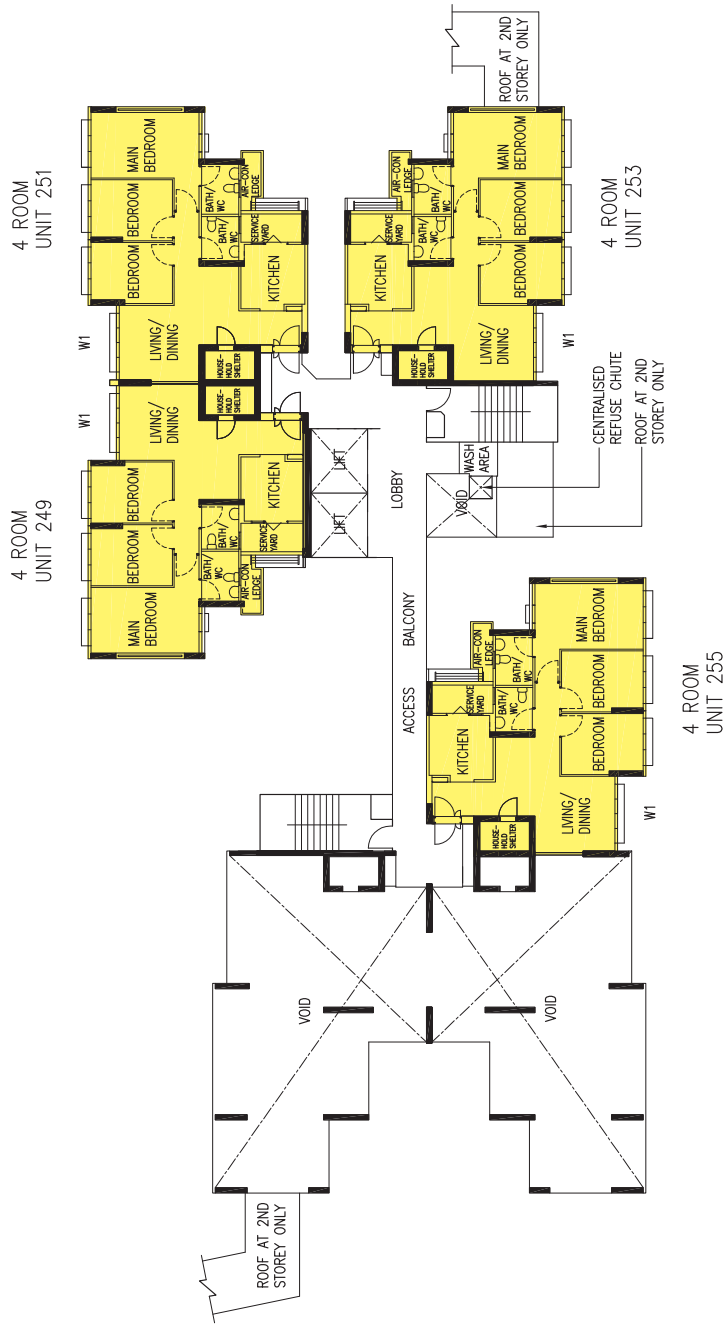 4 ROOM
UNIT 251
MAIN
BEDROOM
BEDROOM
BEDROOM
W1
LIVING/
DINING
BATH/
WC
BATH/
WC
AIR-CON
LEDGE
SERVICE
YARD
KITCHEN
HOUSE-
HOLD
SHELTER
4 ROOM
UNIT 249
W1
LIVING/
DINING
BEDROOM
BEDROOM
MAIN
BEDROOM
HOUSE-
HOLD
SHELTER
KITCHEN
BATH/
WC
BATH/
WC
SERVICE
YARD
AIR-CON
LEDGE
ROOF AT 2ND
STOREY ONLY
4 ROOM
UNIT 253
AIR-CON
LEDGE
SERVICE
YARD
KITCHEN
BATH/
WC
BATH/
WC
MAIN
BEDROOM
BEDROOM
BEDROOM
LIVING/
DINING
HOUSE-
HOLD
SHELTER
W1
LIFT
LIFT
LOBBY
WASH
AREA
VOID
CENTRALISED
REFUSE CHUTE
ROOF AT 2ND
STOREY ONLY
ACCESS BALCONY
4 ROOM
UNIT 255
AIR-CON
LEDGE
SERVICE
YARD
KITCHEN
BATH/
WC
BATH/
WC
MAIN
BEDROOM
BEDROOM
BEDROOM
LIVING/
DINING
HOUSE-
HOLD
SHELTER
W1
VOID
VOID
ROOF AT 2ND
STOREY ONLY